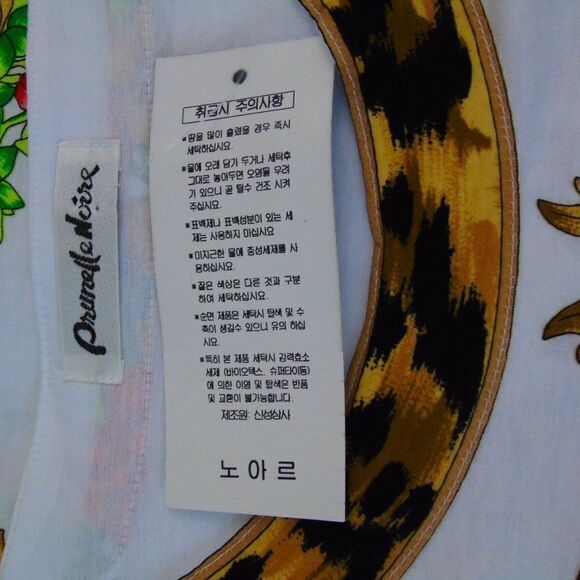 Prunelle Noire
취급시 주의사항
※땀을 많이 흘렸을 경우 즉시
세탁하십시요.
※물에 오래 담가 두거나 세탁후
그대로 놓아두면 오염될 우려
가 있으니 곧 탈수 건조 시켜
주십시요.
※표백제나 표백성분이 있는 세
제는 사용하지 마십시요
※미지근한 물에 중성세제를 사
용하십시요.
※짙은 색상은 다른 것과 구분
하여 세탁하십시요.
※순면 제품은 세탁시 탈색 및 수
축이 생길수 있으니 유의 하십
시요.
※특히 본 제품 세탁시 강력효소
세제 (바이오텍스, 슈퍼타이등)
에 의한 이염 및 탈색은 반품
및 교환이 불가능합니다.
제조원: 신성상사
노아르